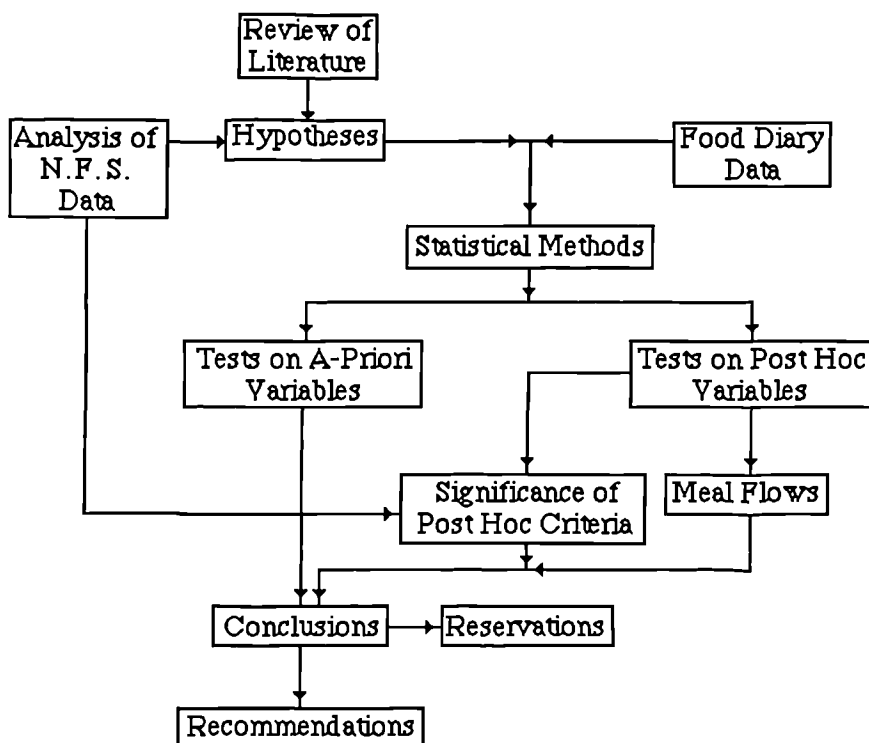 Review of
Literature
Analysis of
N.F.S.
Data
Hypotheses
Food Diary
Data
Statistical Methods
Tests on A-Priori
Variables
Tests on Post Hoc
Variables
Significance of
Post Hoc Criteria
Meal Flows
Conclusions
Reservations
Recommendations